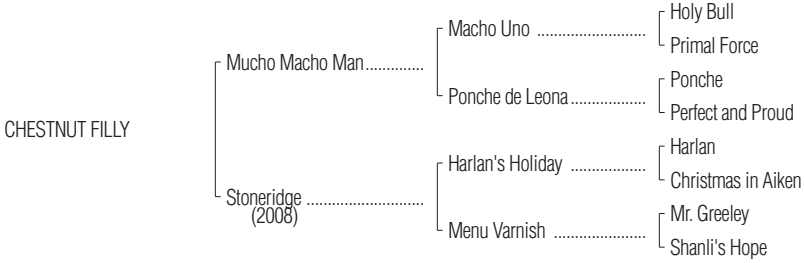 Holy Bull
Macho Uno ..........................
Primal Force
Mucho Macho Man..............
Ponche
Ponche de Leona..................
Perfect and Proud
CHESTNUT FILLY
Harlan
Harlan's Holiday ..................
Christmas in Aiken
Stoneridge ............................
(2008)
Mr. Greeley
Menu Varnish ......................
Shanli's Hope